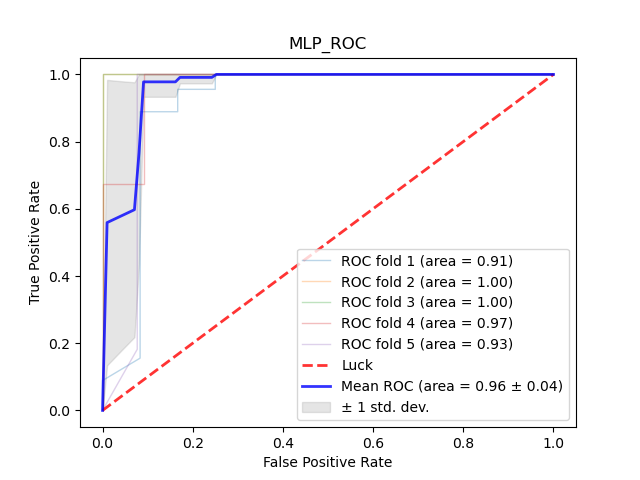 MLP_ROC
True Positive Rate
1.0
0.8
0.6
0.4
0.2
0.0
ROC fold 1 (area = 0.91)
ROC fold 2 (area = 1.00)
ROC fold 3 (area = 1.00)
ROC fold 4 (area = 0.97)
ROC fold 5 (area = 0.93)
Luck
Mean ROC (area = 0.96 ± 0.04)
± 1 std. dev.
0.0 0.2 0.4 0.6 0.8 1.0
False Positive Rate